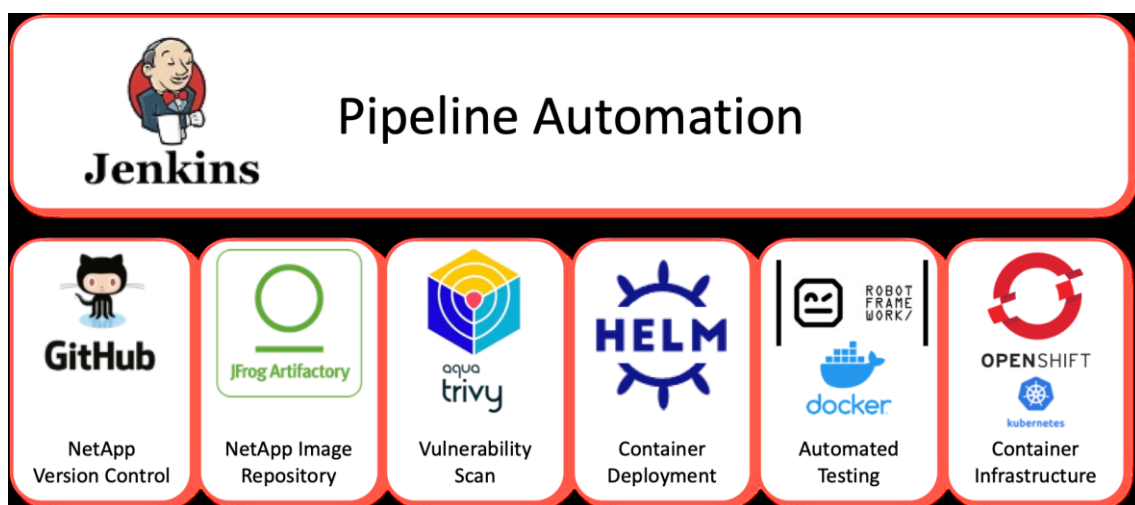 Jenkins
Pipeline Automation
GitHub
NetApp
Version Control
JFrog Artifactory
NetApp Image
Repository
aqua
trivy
Vulnerability
Scan
HELM
Container
Deployment
ROBOT
FRAME
WORK/
docker
Automated
Testing
OPENSHIFT
kubernetes
Container
Infrastructure